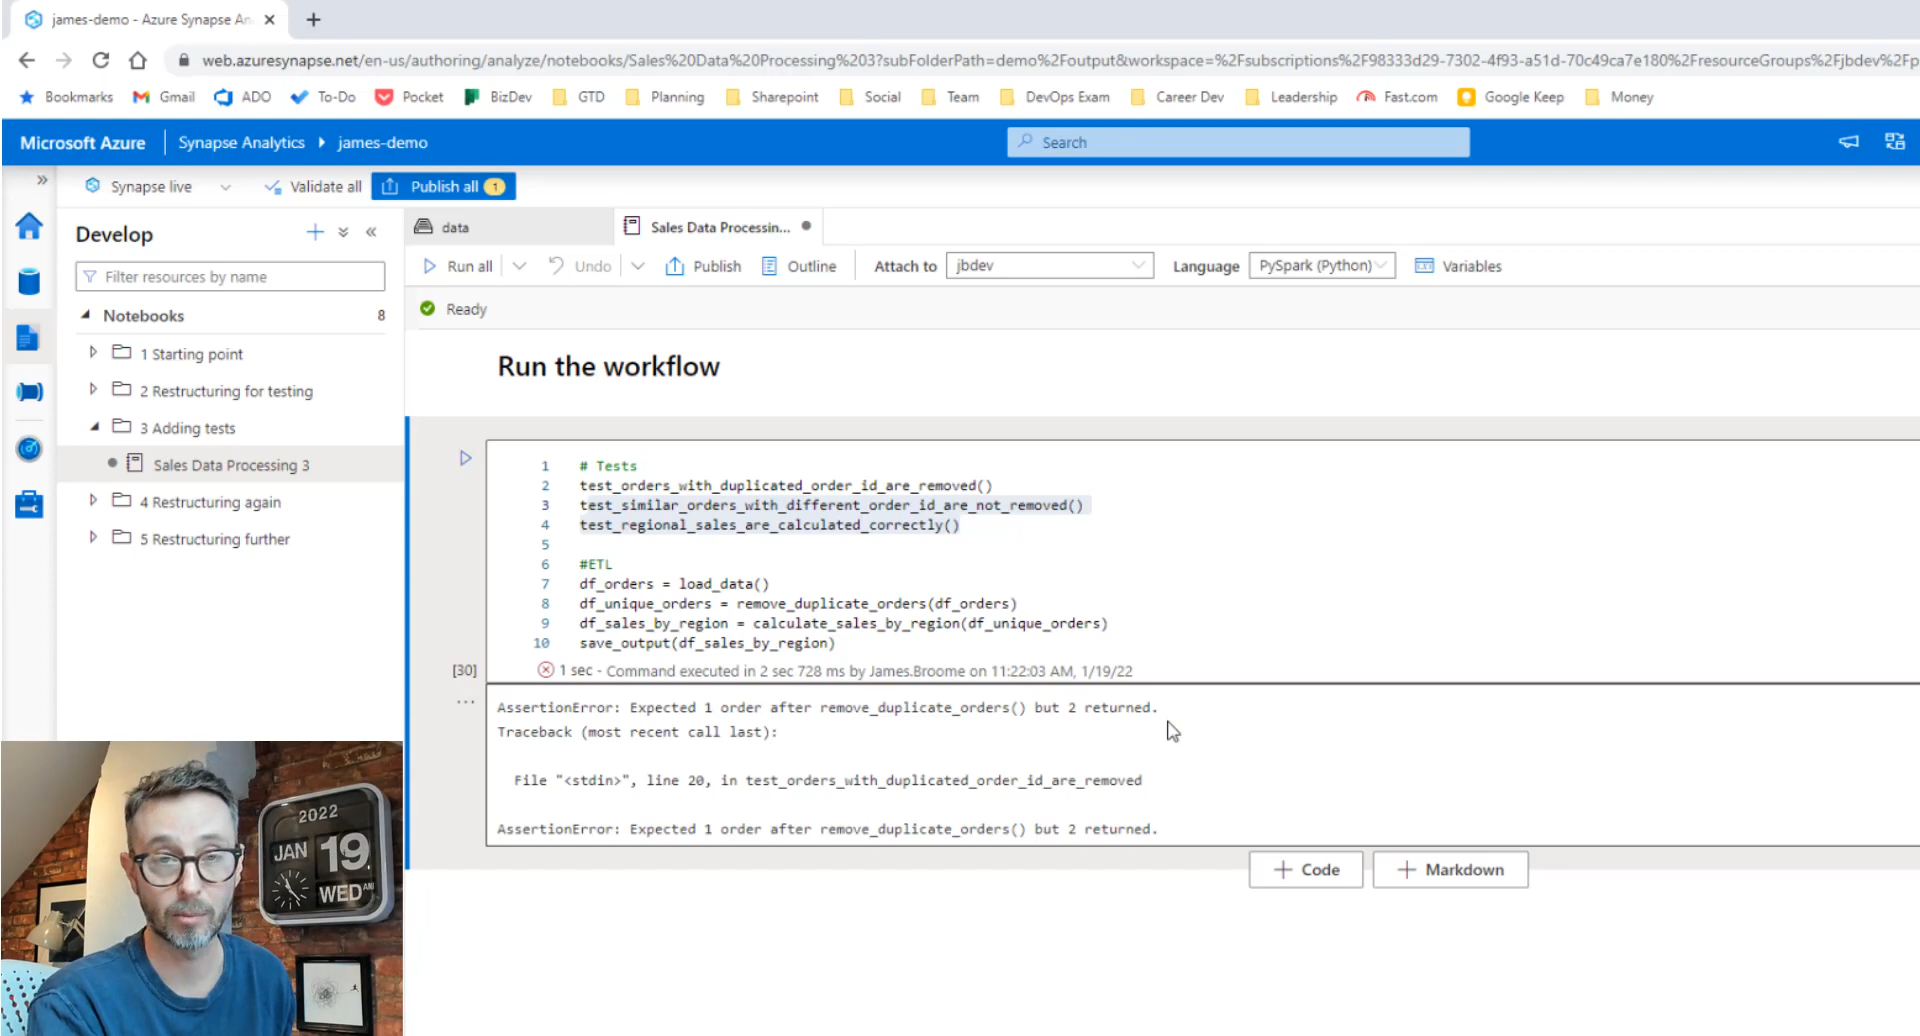 james-demo - Azure Synapse An
web.azuresynapse.net/en-us/authoring/analyze/notebooks/Sales%20Data%20Processing%203?subFolderPath=demo%2Foutput&workspace=%2Fsubscriptions%2F98333d29-7302-4f93-a51d-70c49ca7e180%2FresourceGroups%2Fjbdev%2Fp
Bookmarks Gmail ADO To-Do Pocket BizDev GTD Planning Sharepoint Social Team DevOps Exam Career Dev Leadership Fast.com Google Keep Money
Microsoft Azure Synapse Analytics james-demo Search
Synapse live Validate all Publish all 1
Develop
Filter resources by name
Notebooks 8
1 Starting point
2 Restructuring for testing
3 Adding tests
Sales Data Processing 3
4 Restructuring again
5 Restructuring further
data Sales Data Processin...
Run all Undo Publish Outline Attach to jbdev Language PySpark (Python) Variables
Ready
Run the workflow
1 # Tests
2 test_orders_with_duplicated_order_id_are_removed()
3 test_similar_orders_with_different_order_id_are_not_removed()
4 test_regional_sales_are_calculated_correctly()
5
6 #ETL
7 df_orders = load_data()
8 df_unique_orders = remove_duplicate_orders(df_orders)
9 df_sales_by_region = calculate_sales_by_region(df_unique_orders)
10 save_output(df_sales_by_region)
[30] 1 sec - Command executed in 2 sec 728 ms by James.Broome on 11:22:03 AM, 1/19/22
AssertionError: Expected 1 order after remove_duplicate_orders() but 2 returned.
Traceback (most recent call last):
File "<stdin>", line 20, in test_orders_with_duplicated_order_id_are_removed
AssertionError: Expected 1 order after remove_duplicate_orders() but 2 returned.
Code Markdown
2022
JAN 19
WED AM